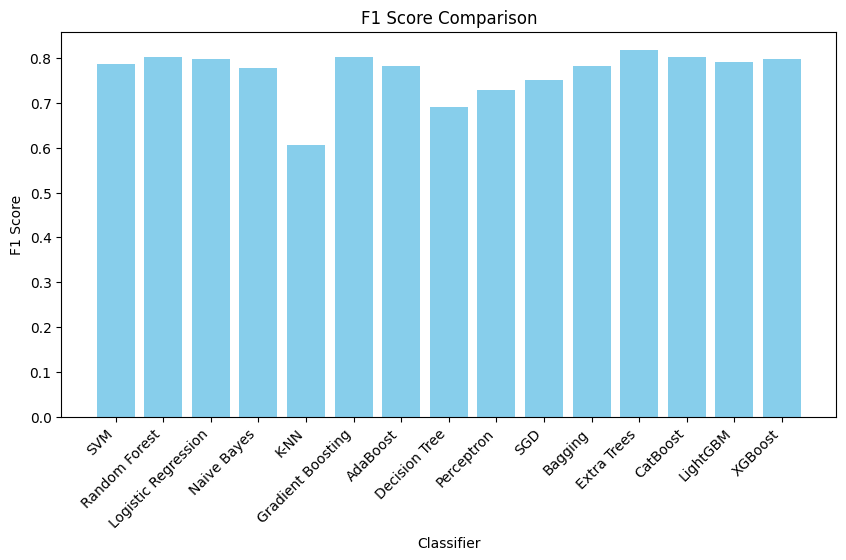 F1 Score Comparison
F1 Score
0.8
0.7
0.6
0.5
0.4
0.3
0.2
0.1
0.0
SVM
Random Forest
Logistic Regression
Naive Bayes
K-NN
Gradient Boosting
AdaBoost
Decision Tree
Perceptron
SGD
Bagging
Extra Trees
CatBoost
LightGBM
XGBoost
Classifier